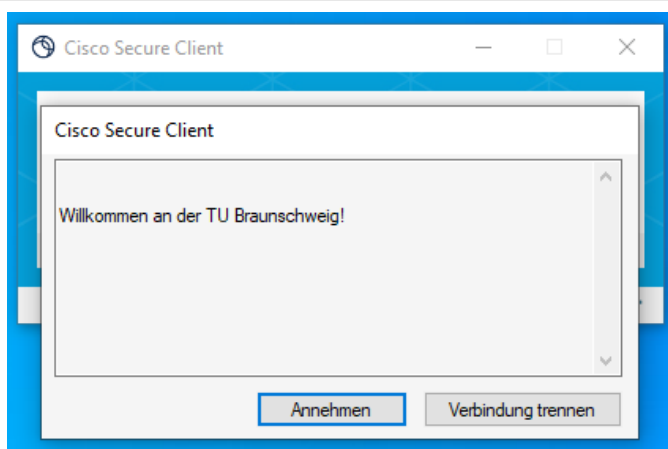 Cisco Secure Client
Cisco Secure Client
Willkommen an der TU Braunschweig!
Annehmen
Verbindung trennen